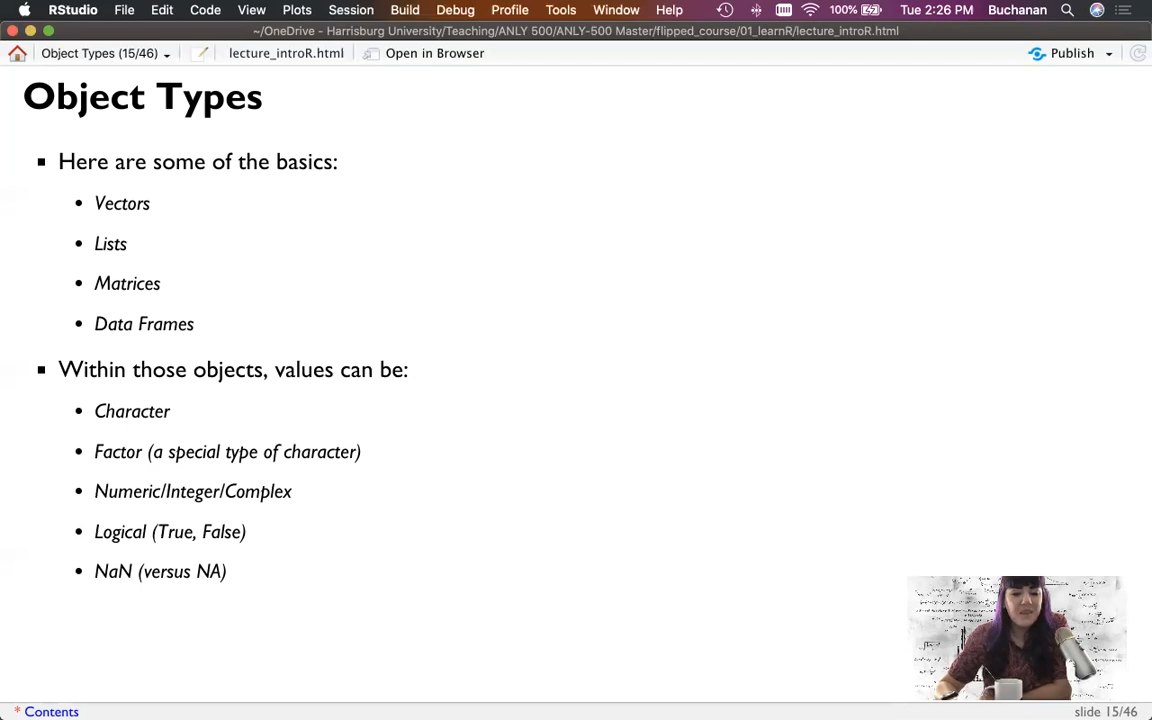 RStudio File Edit Code View Plots Session Build Debug Profile Tools Window Help 100% Tue 2:26 PM Buchanan
~/OneDrive - Harrisburg University/Teaching/ANLY 500/ANLY-500 Master/flipped_course/01_learnR/lecture_introR.html
Object Types (15/46) lecture_introR.html Open in Browser Publish
Object Types
▪ Here are some of the basics:
• Vectors
• Lists
• Matrices
• Data Frames
▪ Within those objects, values can be:
• Character
• Factor (a special type of character)
• Numeric/Integer/Complex
• Logical (True, False)
• NaN (versus NA)
* Contents slide 15/46